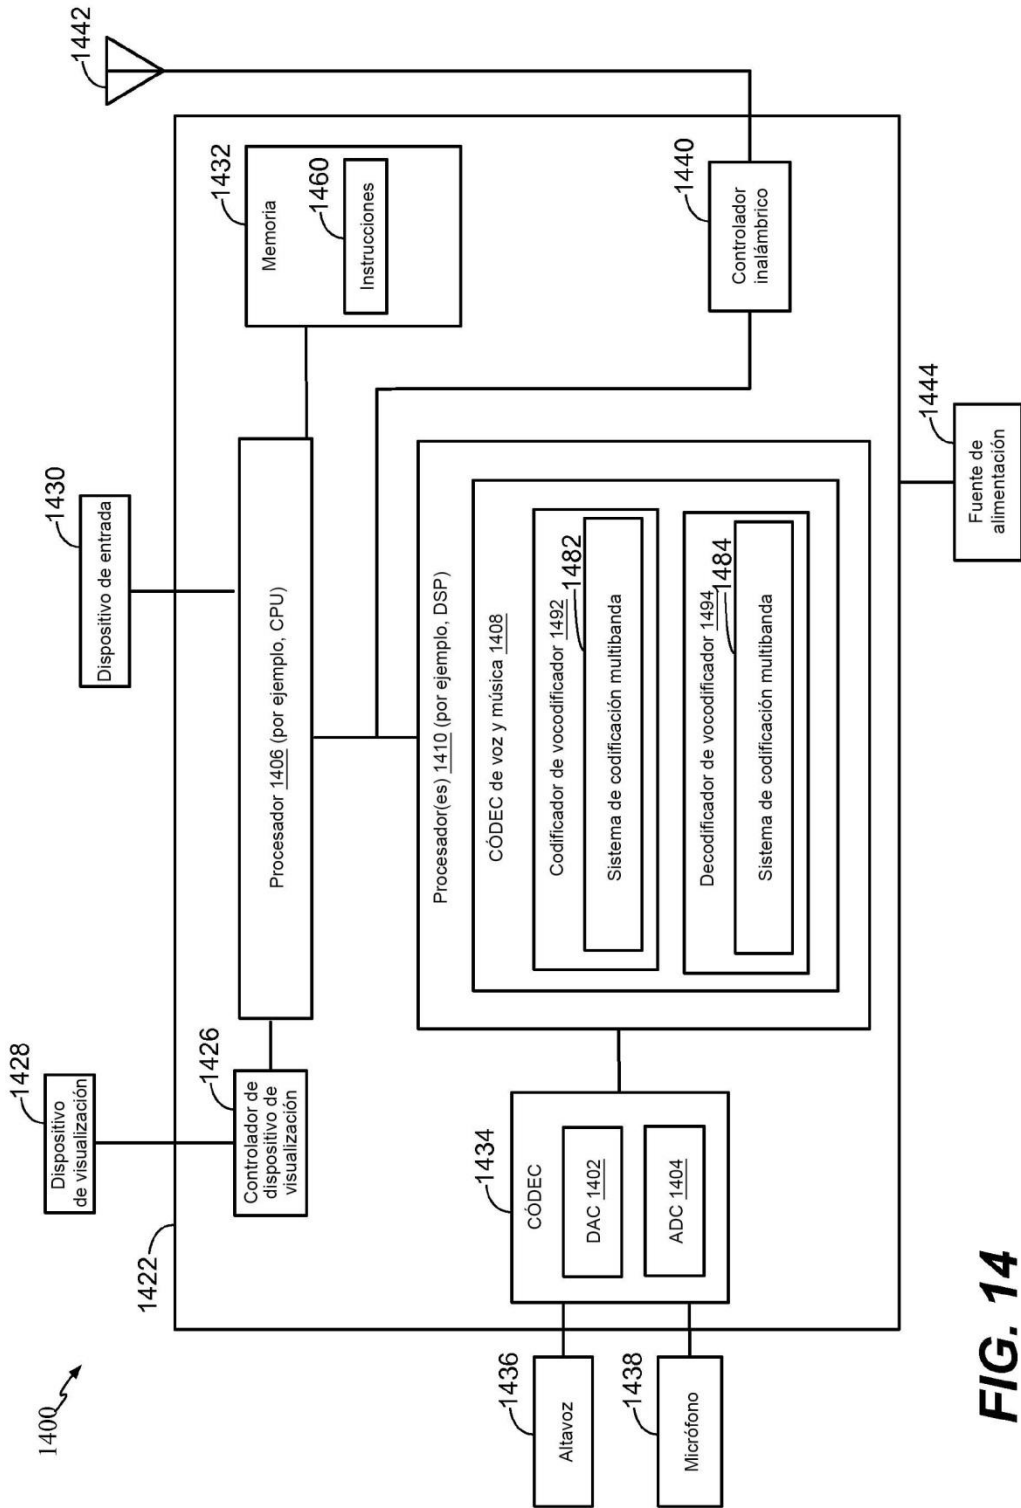 1400
1422
1428
Dispositivo
de visualización
1426
Controlador de
dispositivo de
visualización
1430
Dispositivo de entrada
1442
Procesador 1406 (por ejemplo, CPU)
1432
Memoria
1460
Instrucciones
Procesador(es) 1410 (por ejemplo, DSP)
CÓDEC de voz y música 1408
Codificador de vocodificador 1492
1482
Sistema de codificación multibanda
Decodificador de vocodificador 1494
1484
Sistema de codificación multibanda
1440
Controlador
inalámbrico
1434
CÓDEC
DAC 1402
ADC 1404
1436
Altavoz
1438
Micrófono
1444
Fuente de
alimentación
FIG. 14